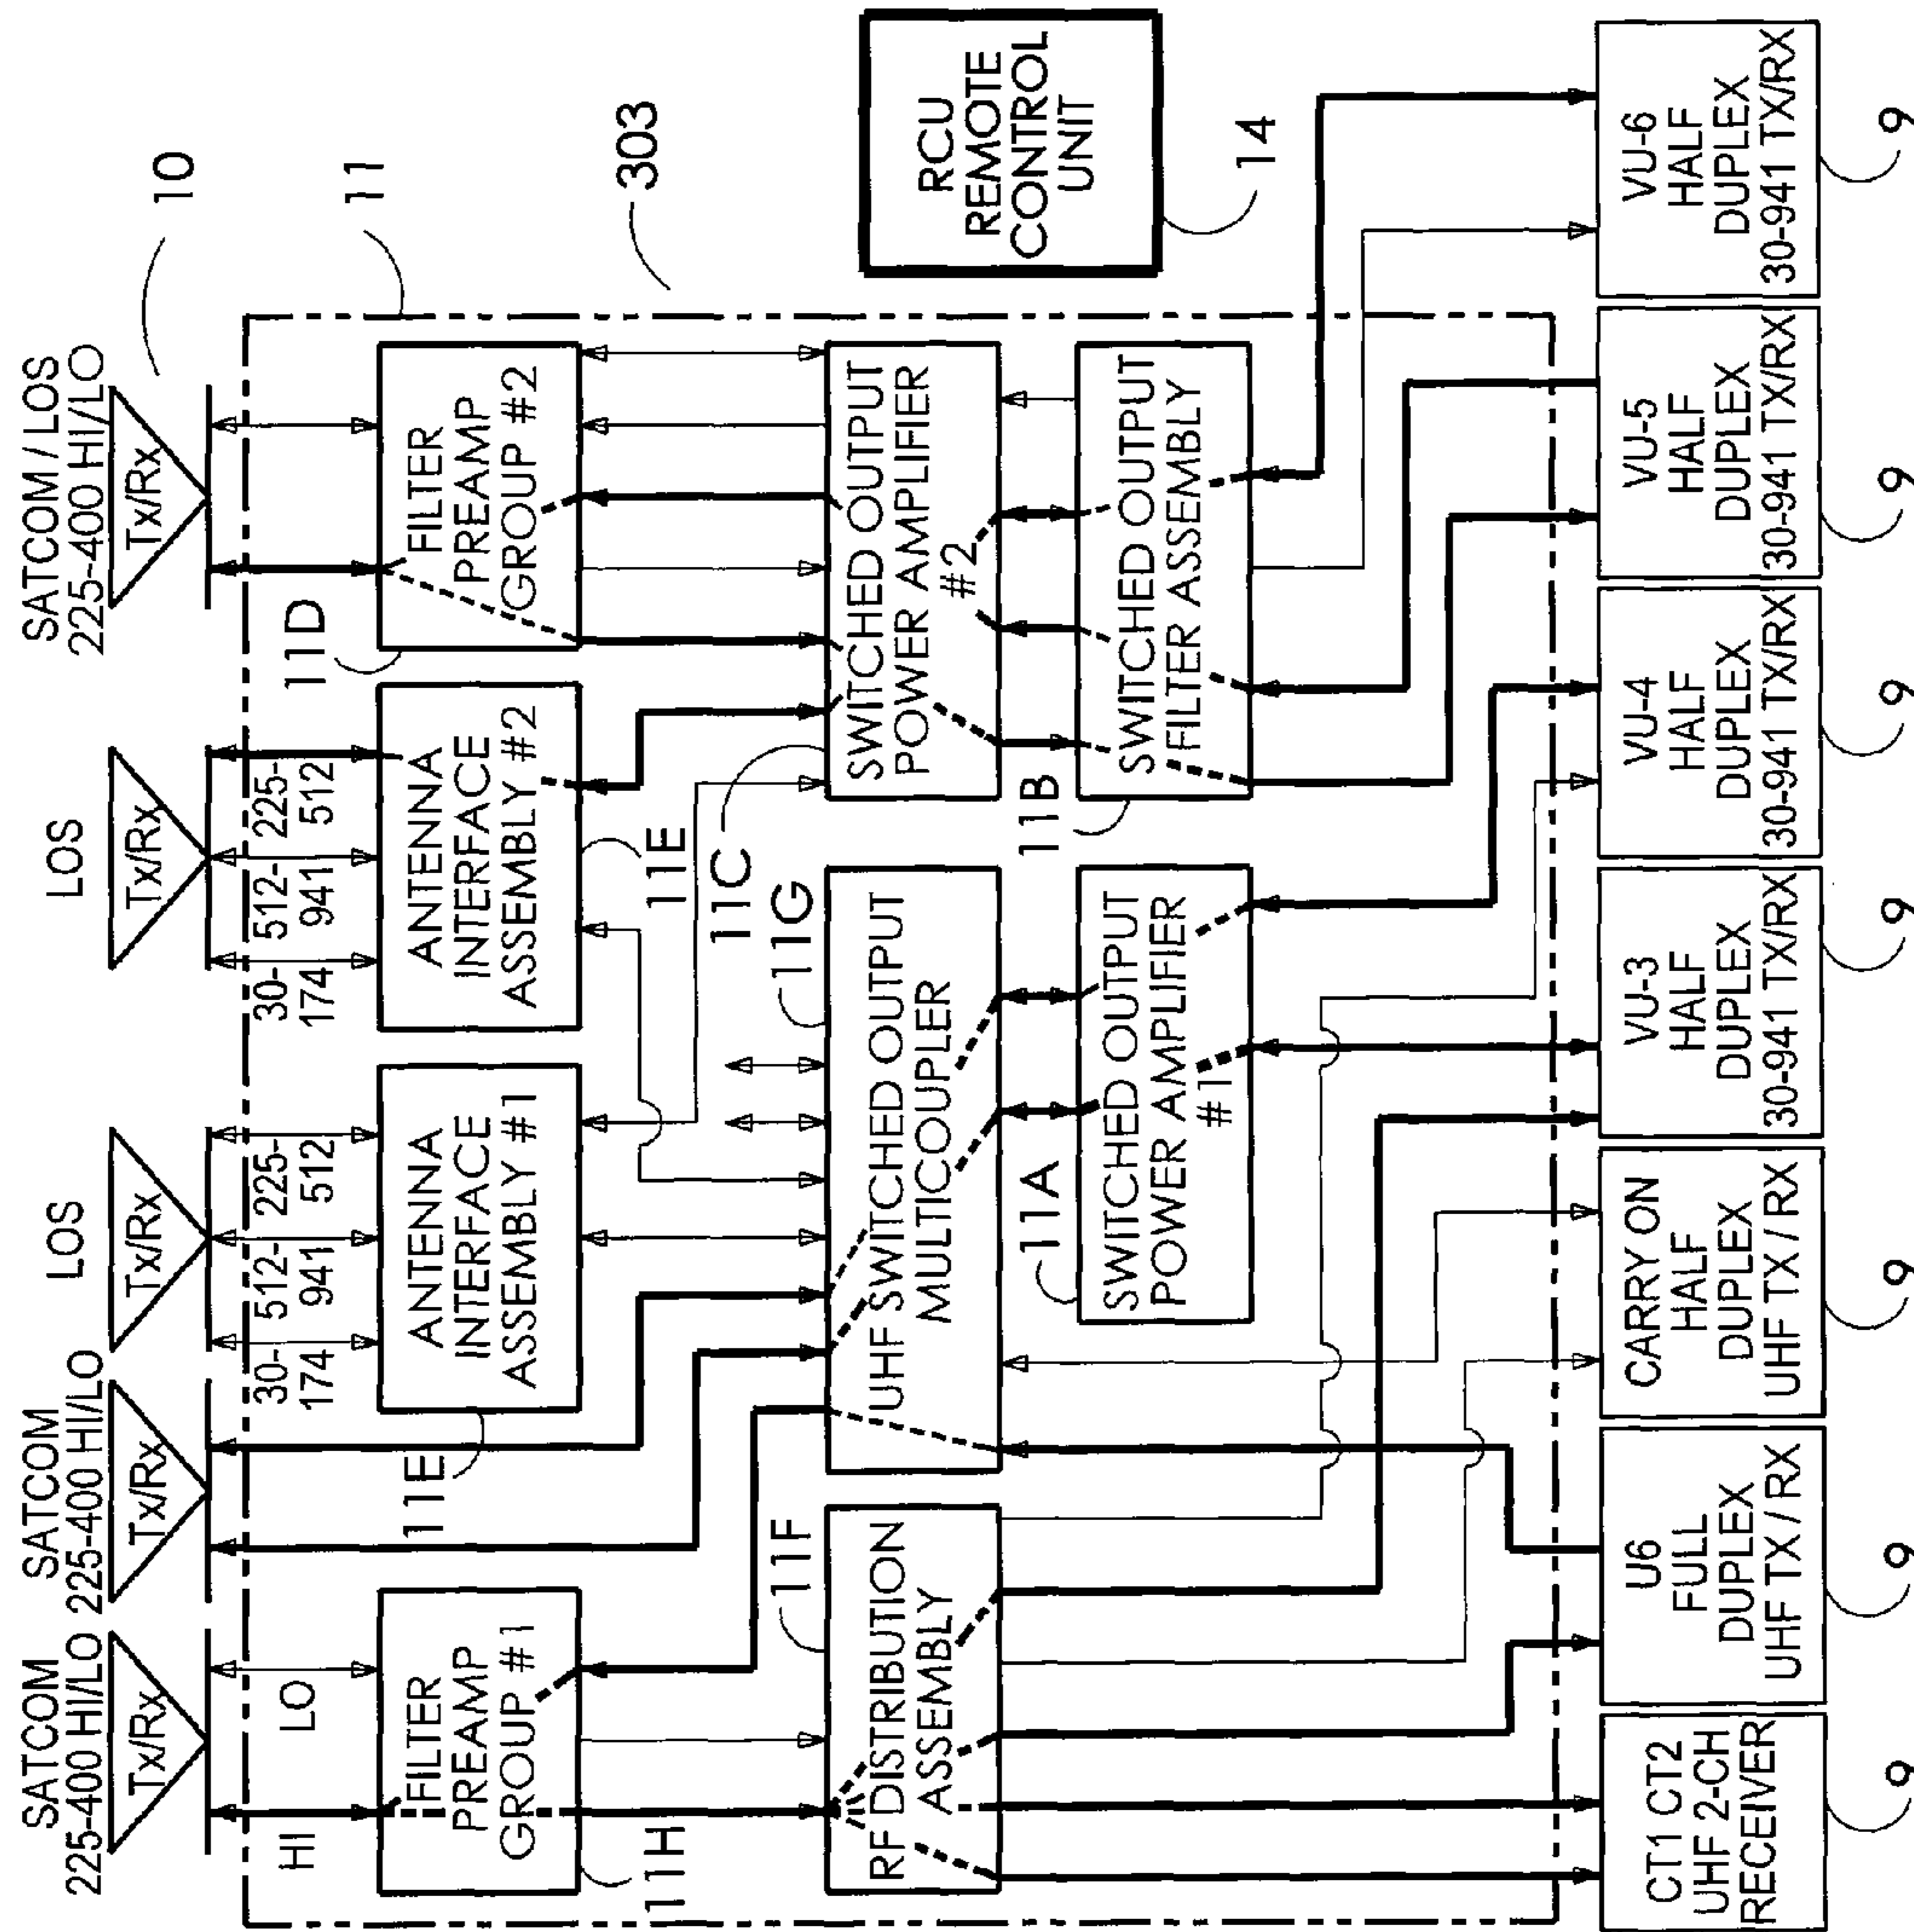 SATCOM
225-400 HI/LO
Tx/Rx
SATCOM
225-400 HI/LO
Tx/Rx
LOS
Tx/Rx
LOS
Tx/Rx
SATCOM / LOS
225-400 HI/LO
Tx/Rx
10
HI
LO
30-
174
512-
941
225-
512
30-
174
512-
941
225-
512
11
FILTER
PREAMP
GROUP #1
11H
11E
ANTENNA
INTERFACE
ASSEMBLY #1
ANTENNA
INTERFACE
ASSEMBLY #2
11E
11D
FILTER
PREAMP
GROUP #2
303
11F
11G
11C
RF DISTRIBUTION
ASSEMBLY
UHF SWITCHED OUTPUT
MULTICOUPLER
SWITCHED OUTPUT
POWER AMPLIFIER
#2
RCU
REMOTE
CONTROL
UNIT
14
11A
SWITCHED OUTPUT
POWER AMPLIFIER
#1
11B
SWITCHED OUTPUT
FILTER ASSEMBLY
CT1 CT2
UHF 2-CH
RECEIVER
9
U6
FULL
DUPLEX
UHF TX / RX
9
CARRY ON
HALF
DUPLEX
UHF TX / RX
9
VU-3
HALF
DUPLEX
30-941 TX/RX
9
VU-4
HALF
DUPLEX
30-941 TX/RX
9
VU-5
HALF
DUPLEX
30-941 TX/RX
9
VU-6
HALF
DUPLEX
30-941 TX/RX
9